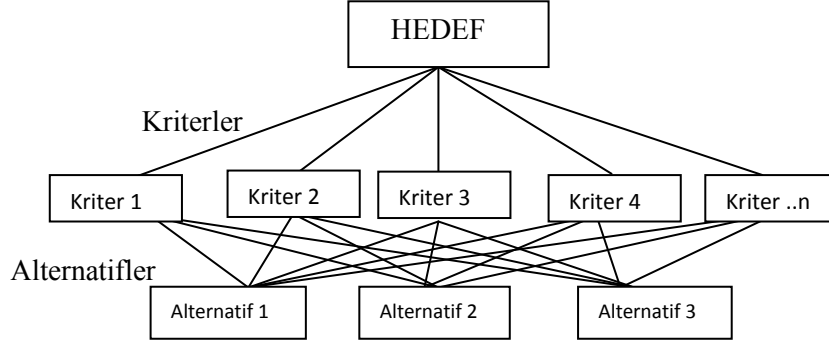 HEDEF
Kriterler
Kriter 1
Kriter 2
Kriter 3
Kriter 4
Kriter ..n
Alternatifler
Alternatif 1
Alternatif 2
Alternatif 3